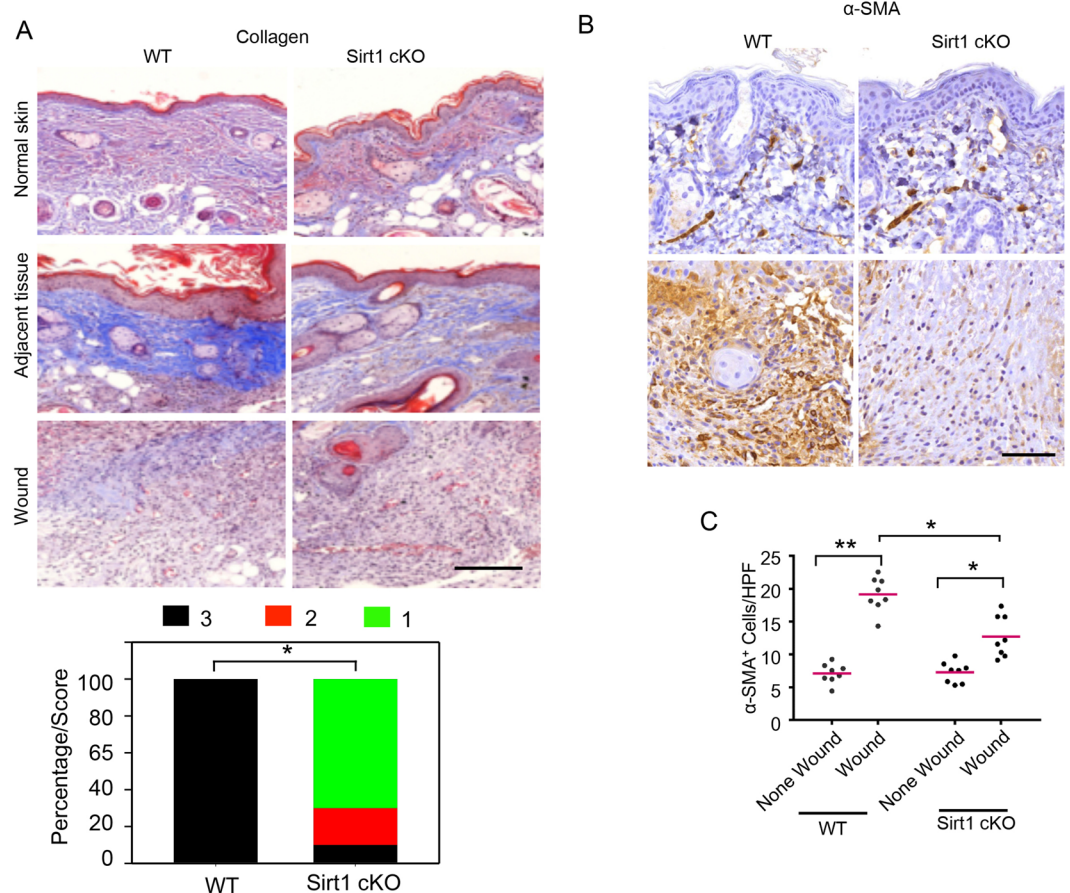 A
Collagen
WT
Sirt1 cKO
Normal skin
Adjacent tissue
Wound
3
2
1
*
Percentage/Score
100
80
65
40
20
0
WT
Sirt1 cKO
B
α-SMA
WT
Sirt1 cKO
C
α-SMA⁺ Cells/HPF
25
20
15
10
5
0
**
*
*
None Wound
Wound
None Wound
Wound
WT
Sirt1 cKO